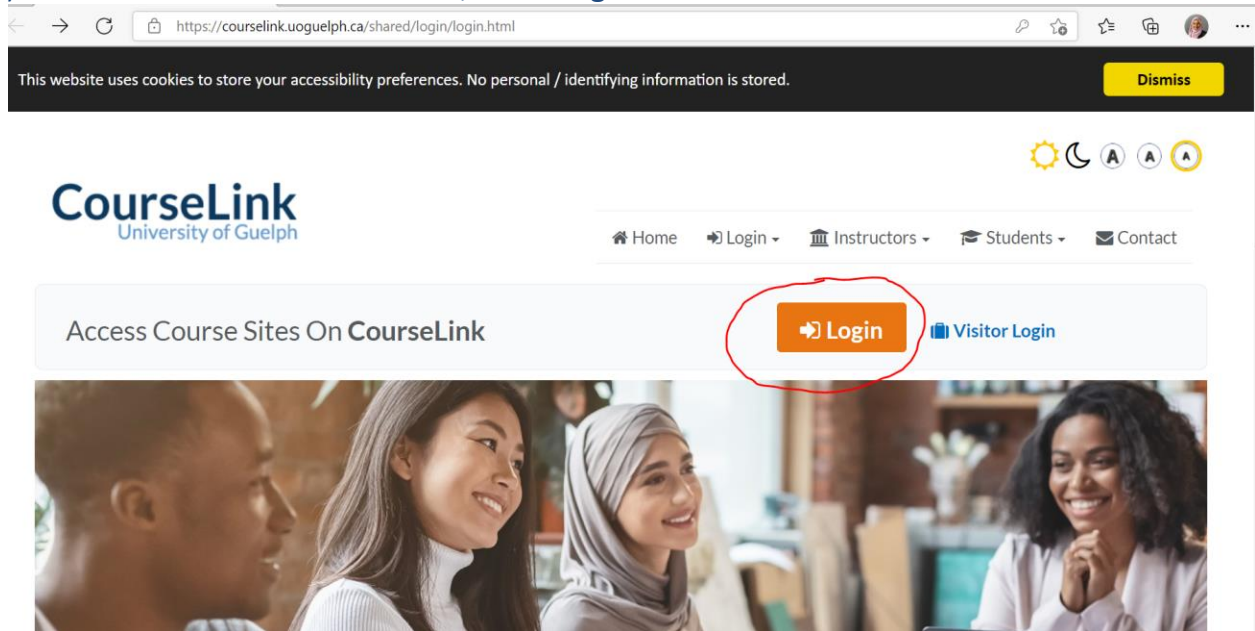 https://courselink.uoguelph.ca/shared/login/login.html
This website uses cookies to store your accessibility preferences. No personal / identifying information is stored.
Dismiss
A A A
CourseLink
University of Guelph
Home Login Instructors Students Contact
Access Course Sites On CourseLink
Login Visitor Login